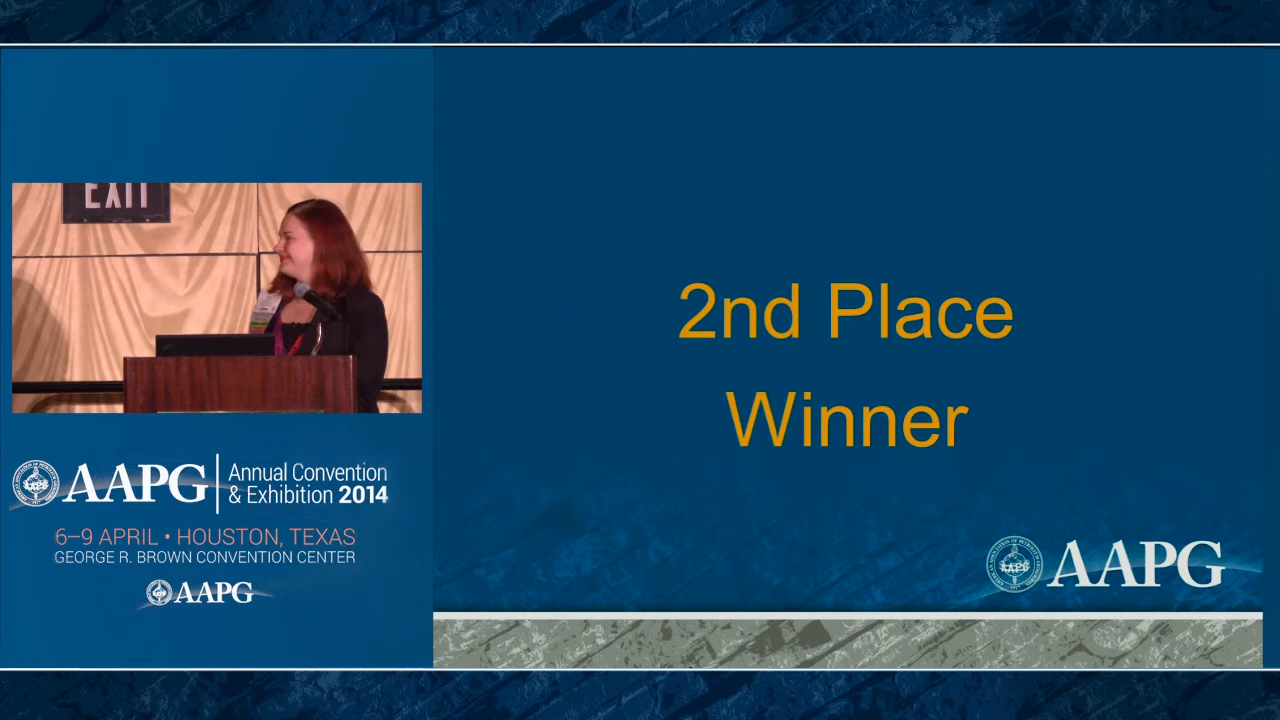 EXIT
2nd Place
Winner
AAPG
Annual Convention
& Exhibition 2014
6–9 APRIL • HOUSTON, TEXAS
GEORGE R. BROWN CONVENTION CENTER
AAPG
AAPG